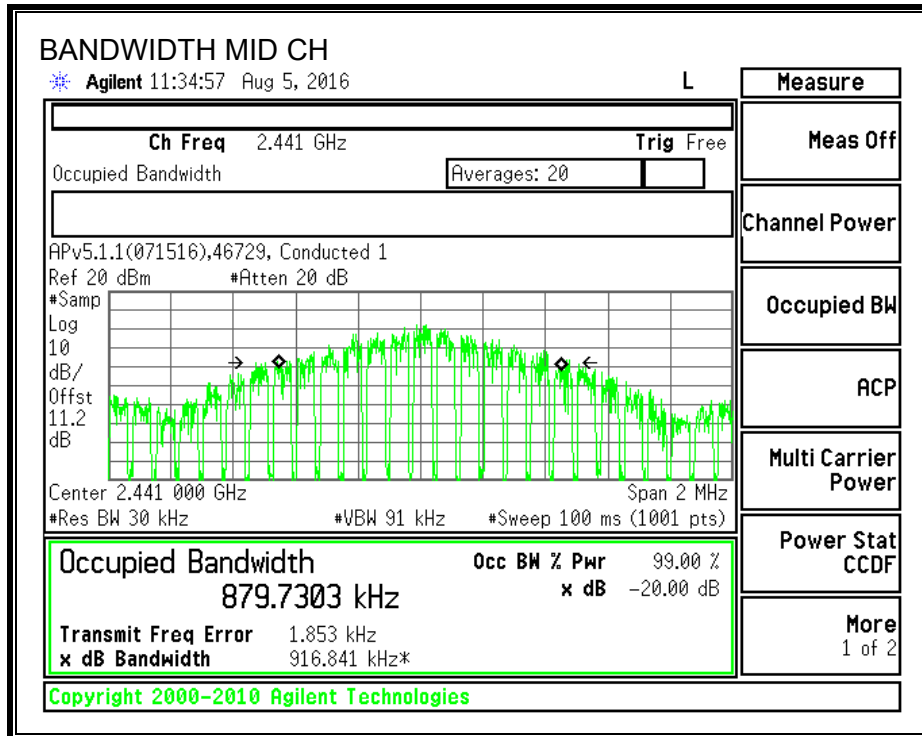 BANDWIDTH MID CH
Agilent 11:34:57 Aug 5, 2016 L
Measure
Ch Freq 2.441 GHz Trig Free
Meas Off
Occupied Bandwidth Averages: 20
Channel Power
APv5.1.1(071516),46729, Conducted 1
Ref 20 dBm #Atten 20 dB
#Samp
Log
10
dB/
Offst
11.2
dB
Occupied BW
ACP
Center 2.441 000 GHz Span 2 MHz
#Res BW 30 kHz #VBW 91 kHz #Sweep 100 ms (1001 pts)
Multi Carrier
Power
Occupied Bandwidth Occ BW % Pwr 99.00 %
879.7303 kHz x dB -20.00 dB
Power Stat
CCDF
Transmit Freq Error 1.853 kHz
x dB Bandwidth 916.841 kHz*
More
1 of 2
Copyright 2000-2010 Agilent Technologies